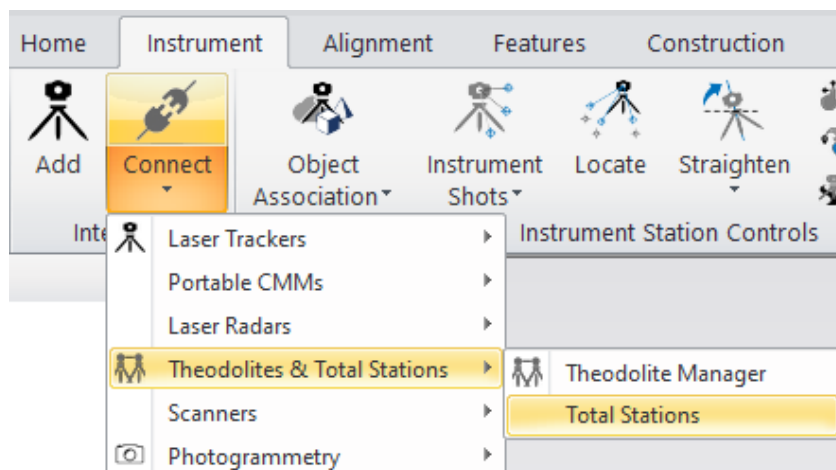 Home Instrument Alignment Features Construction
Add Connect Object Association Instrument Shots Locate Straighten
Instrument Station Controls
Laser Trackers
Portable CMMs
Laser Radars
Theodolites & Total Stations
Theodolite Manager
Total Stations
Scanners
Photogrammetry